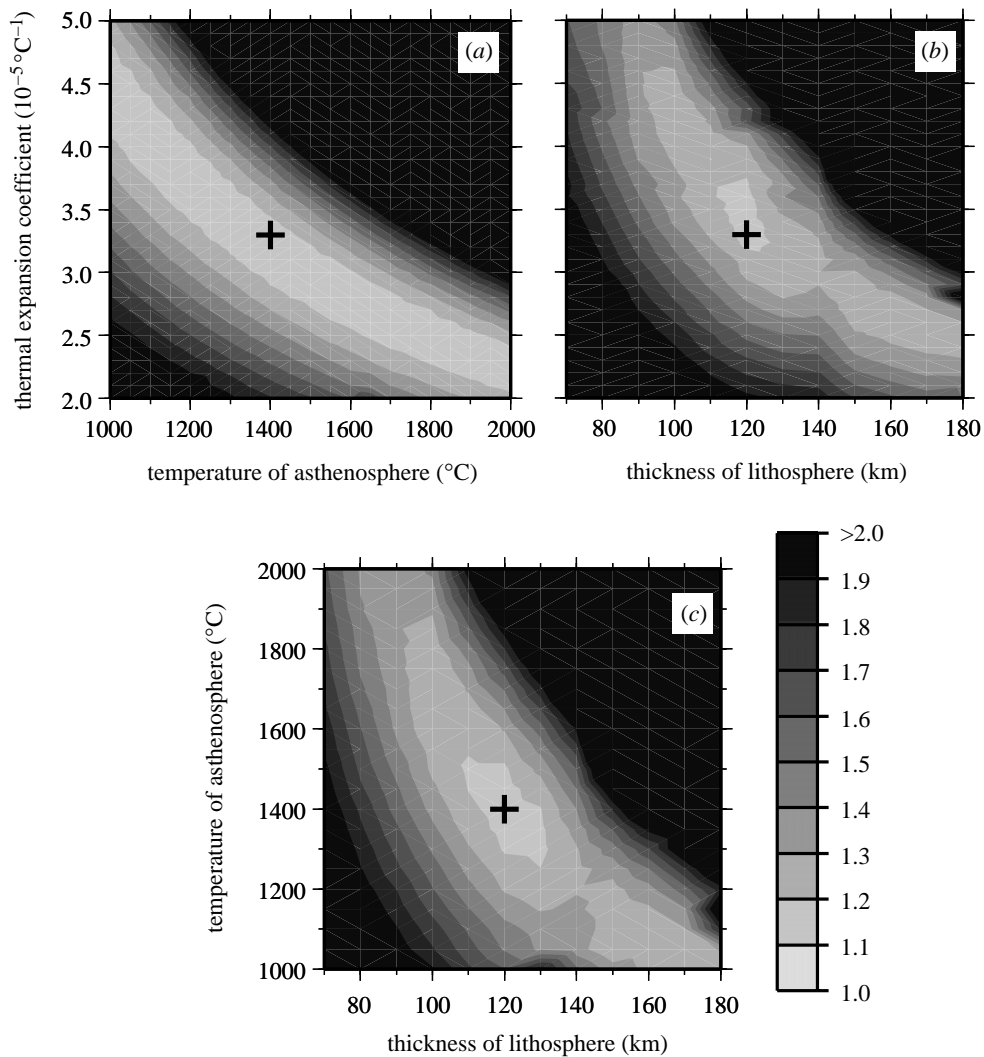 (a)
(b)
thermal expansion coefficient (10⁻⁵ °C⁻¹)
5.0
4.5
4.0
3.5
3.0
2.5
2.0
1000 1200 1400 1600 1800 2000
80 100 120 140 160 180
temperature of asthenosphere (°C)
thickness of lithosphere (km)
(c)
temperature of asthenosphere (°C)
2000
1800
1600
1400
1200
1000
80 100 120 140 160 180
thickness of lithosphere (km)
>2.0
1.9
1.8
1.7
1.6
1.5
1.4
1.3
1.2
1.1
1.0